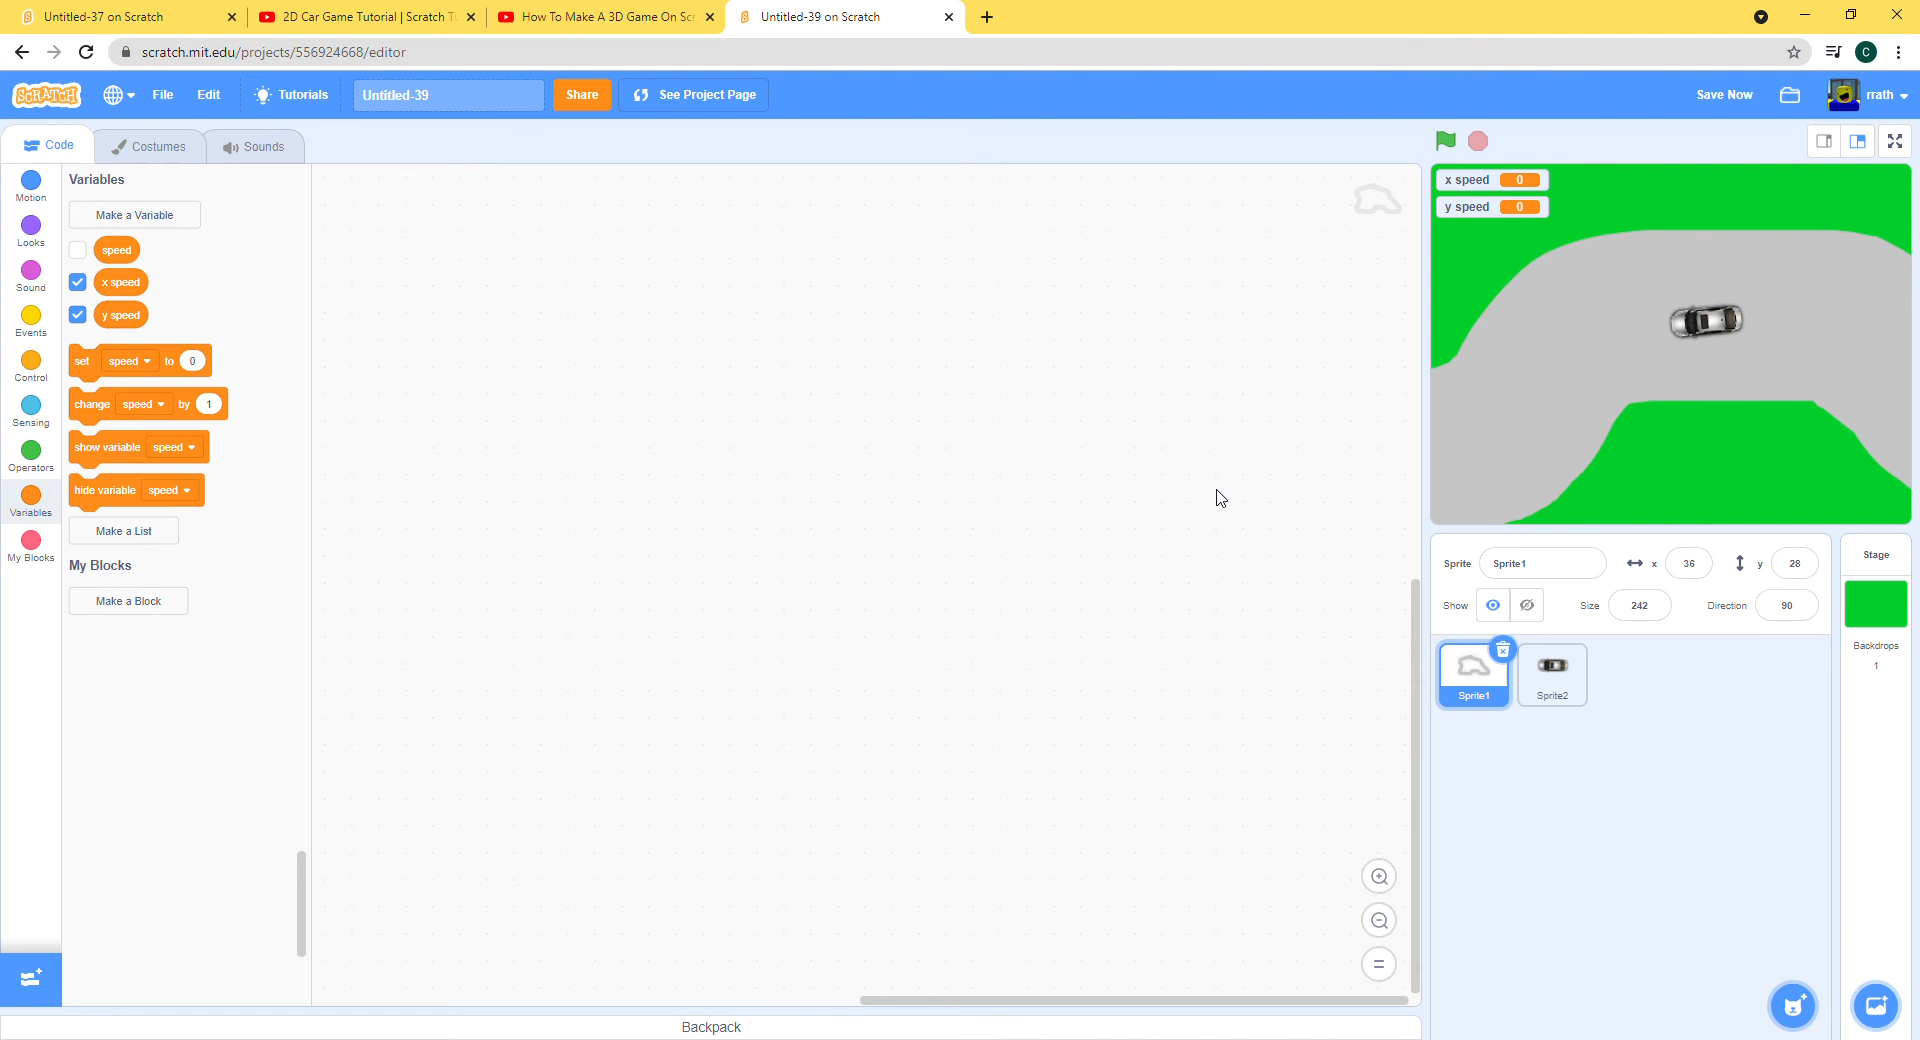 Untitled-37 on Scratch
2D Car Game Tutorial | Scratch Tu
How To Make A 3D Game On Scr
Untitled-39 on Scratch
scratch.mit.edu/projects/556924668/editor
C
SCRATCH
File
Edit
Tutorials
Untitled-39
Share
See Project Page
Save Now
rrath
Code
Costumes
Sounds
Motion
Looks
Sound
Events
Control
Sensing
Operators
Variables
My Blocks
Variables
Make a Variable
speed
x speed
y speed
set speed to 0
change speed by 1
show variable speed
hide variable speed
Make a List
My Blocks
Make a Block
x speed 0
y speed 0
Sprite Sprite1 x 36 y 28
Show Size 242 Direction 90
Sprite1
Sprite2
Stage
Backdrops
1
Backpack